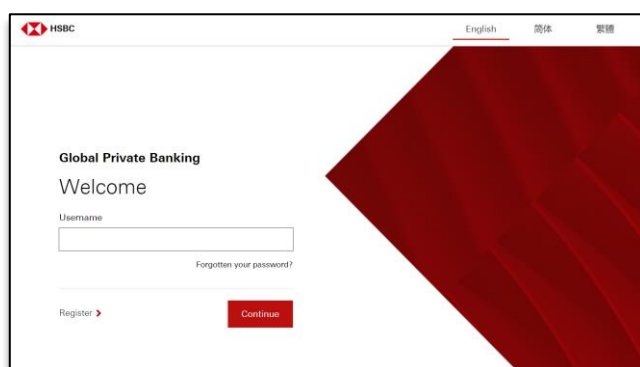 HSBC
English 简体 繁體
Global Private Banking
Welcome
Username
Forgotten your password?
Register
Continue